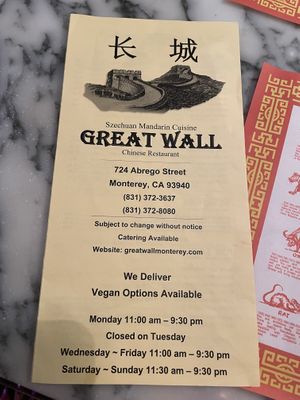 长 城
Szechuan Mandarin Cuisine
GREAT WALL
Chinese Restaurant
724 Abrego Street
Monterey, CA 93940
(831) 372-3637
(831) 372-8080
Subject to change without notice
Catering Available
Website: greatwallmonterey.com
We Deliver
Vegan Options Available
Monday 11:00 am – 9:30 pm
Closed on Tuesday
Wednesday ~ Friday 11:00 am – 9:30 pm
Saturday ~ Sunday 11:30 am – 9:30 pm
RAT